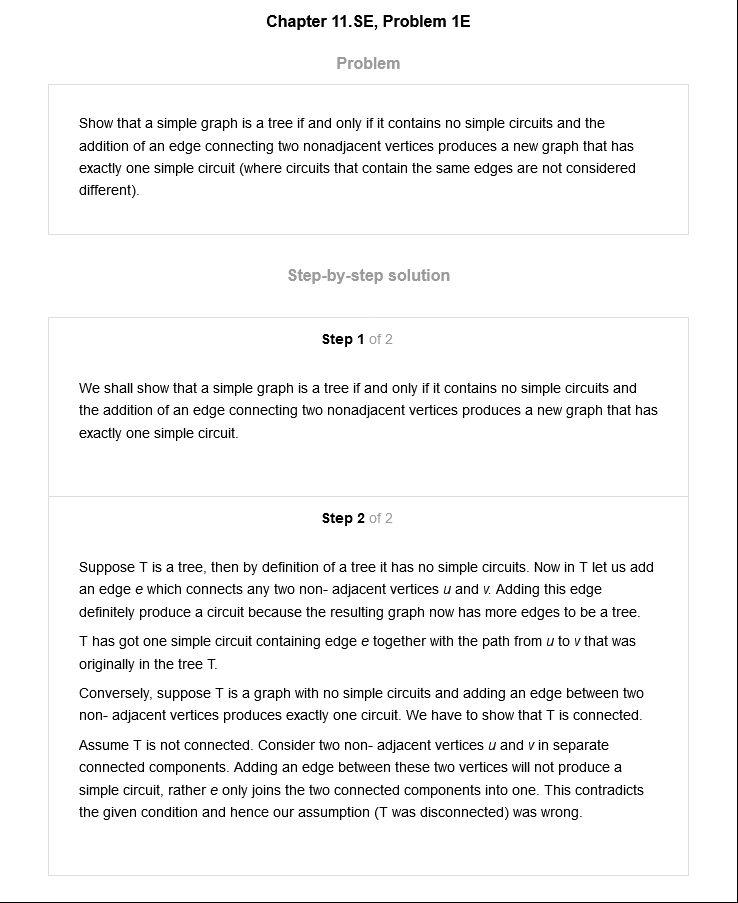 Chapter 11.SE, Problem 1E
Problem
Show that a simple graph is a tree if and only if it contains no simple circuits and the
addition of an edge connecting two nonadjacent vertices produces a new graph that has
exactly one simple circuit (where circuits that contain the same edges are not considered
different).
Step-by-step solution
Step 1 of 2
We shall show that a simple graph is a tree if and only if it contains no simple circuits and
the addition of an edge connecting two nonadjacent vertices produces a new graph that has
exactly one simple circuit.
Step 2 of 2
Suppose T is a tree, then by definition of a tree it has no simple circuits. Now in T let us add
an edge e which connects any two non- adjacent vertices u and v. Adding this edge
definitely produce a circuit because the resulting graph now has more edges to be a tree.
T has got one simple circuit containing edge e together with the path from u to v that was
originally in the tree T.
Conversely, suppose T is a graph with no simple circuits and adding an edge between two
non- adjacent vertices produces exactly one circuit. We have to show that T is connected.
Assume T is not connected. Consider two non- adjacent vertices u and v in separate
connected components. Adding an edge between these two vertices will not produce a
simple circuit, rather e only joins the two connected components into one. This contradicts
the given condition and hence our assumption (T was disconnected) was wrong.